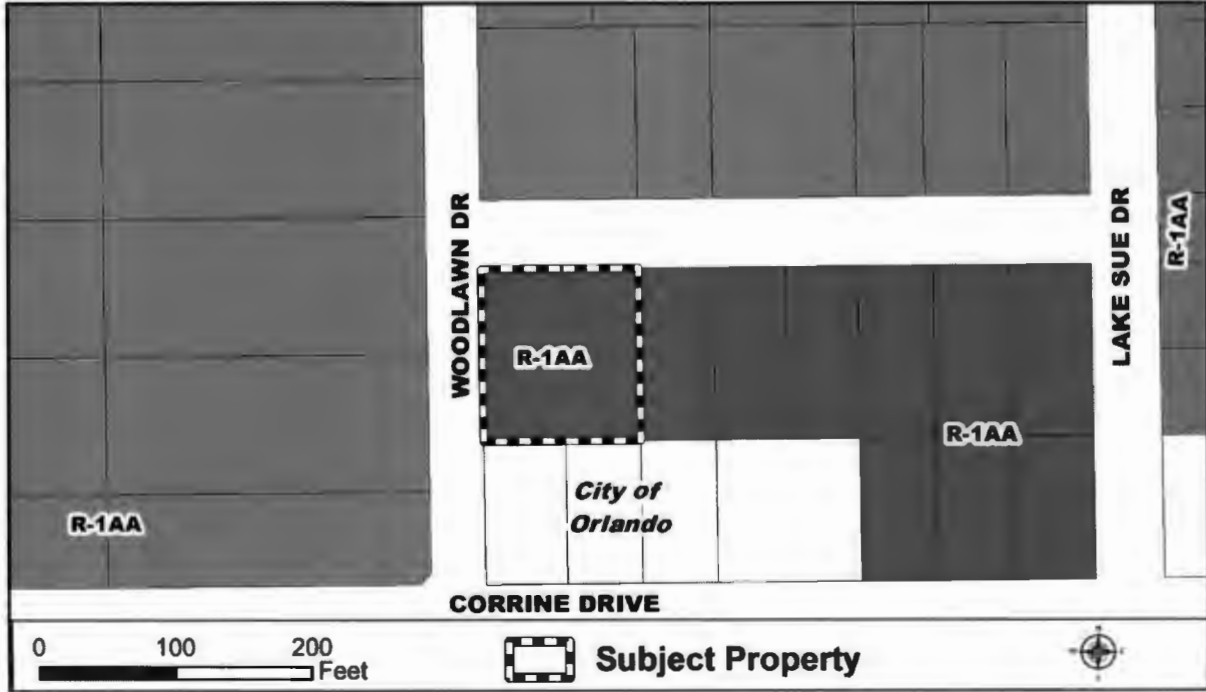 WOODLAWN DR
LAKE SUE DR
R-1AA
R-1AA
R-1AA
City of
Orlando
R-1AA
CORRINE DRIVE
0 100 200
Feet
Subject Property